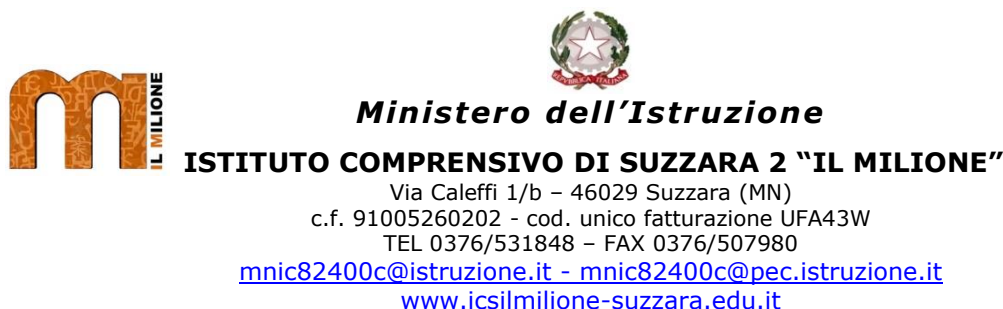 REPVBBLICA ITALIANA
IL MILIONE
Ministero dell’Istruzione
ISTITUTO COMPRENSIVO DI SUZZARA 2 “IL MILIONE”
Via Caleffi 1/b – 46029 Suzzara (MN)
c.f. 91005260202 - cod. unico fatturazione UFA43W
TEL 0376/531848 – FAX 0376/507980
mnic82400c@istruzione.it - mnic82400c@pec.istruzione.it
www.icsilmilione-suzzara.edu.it